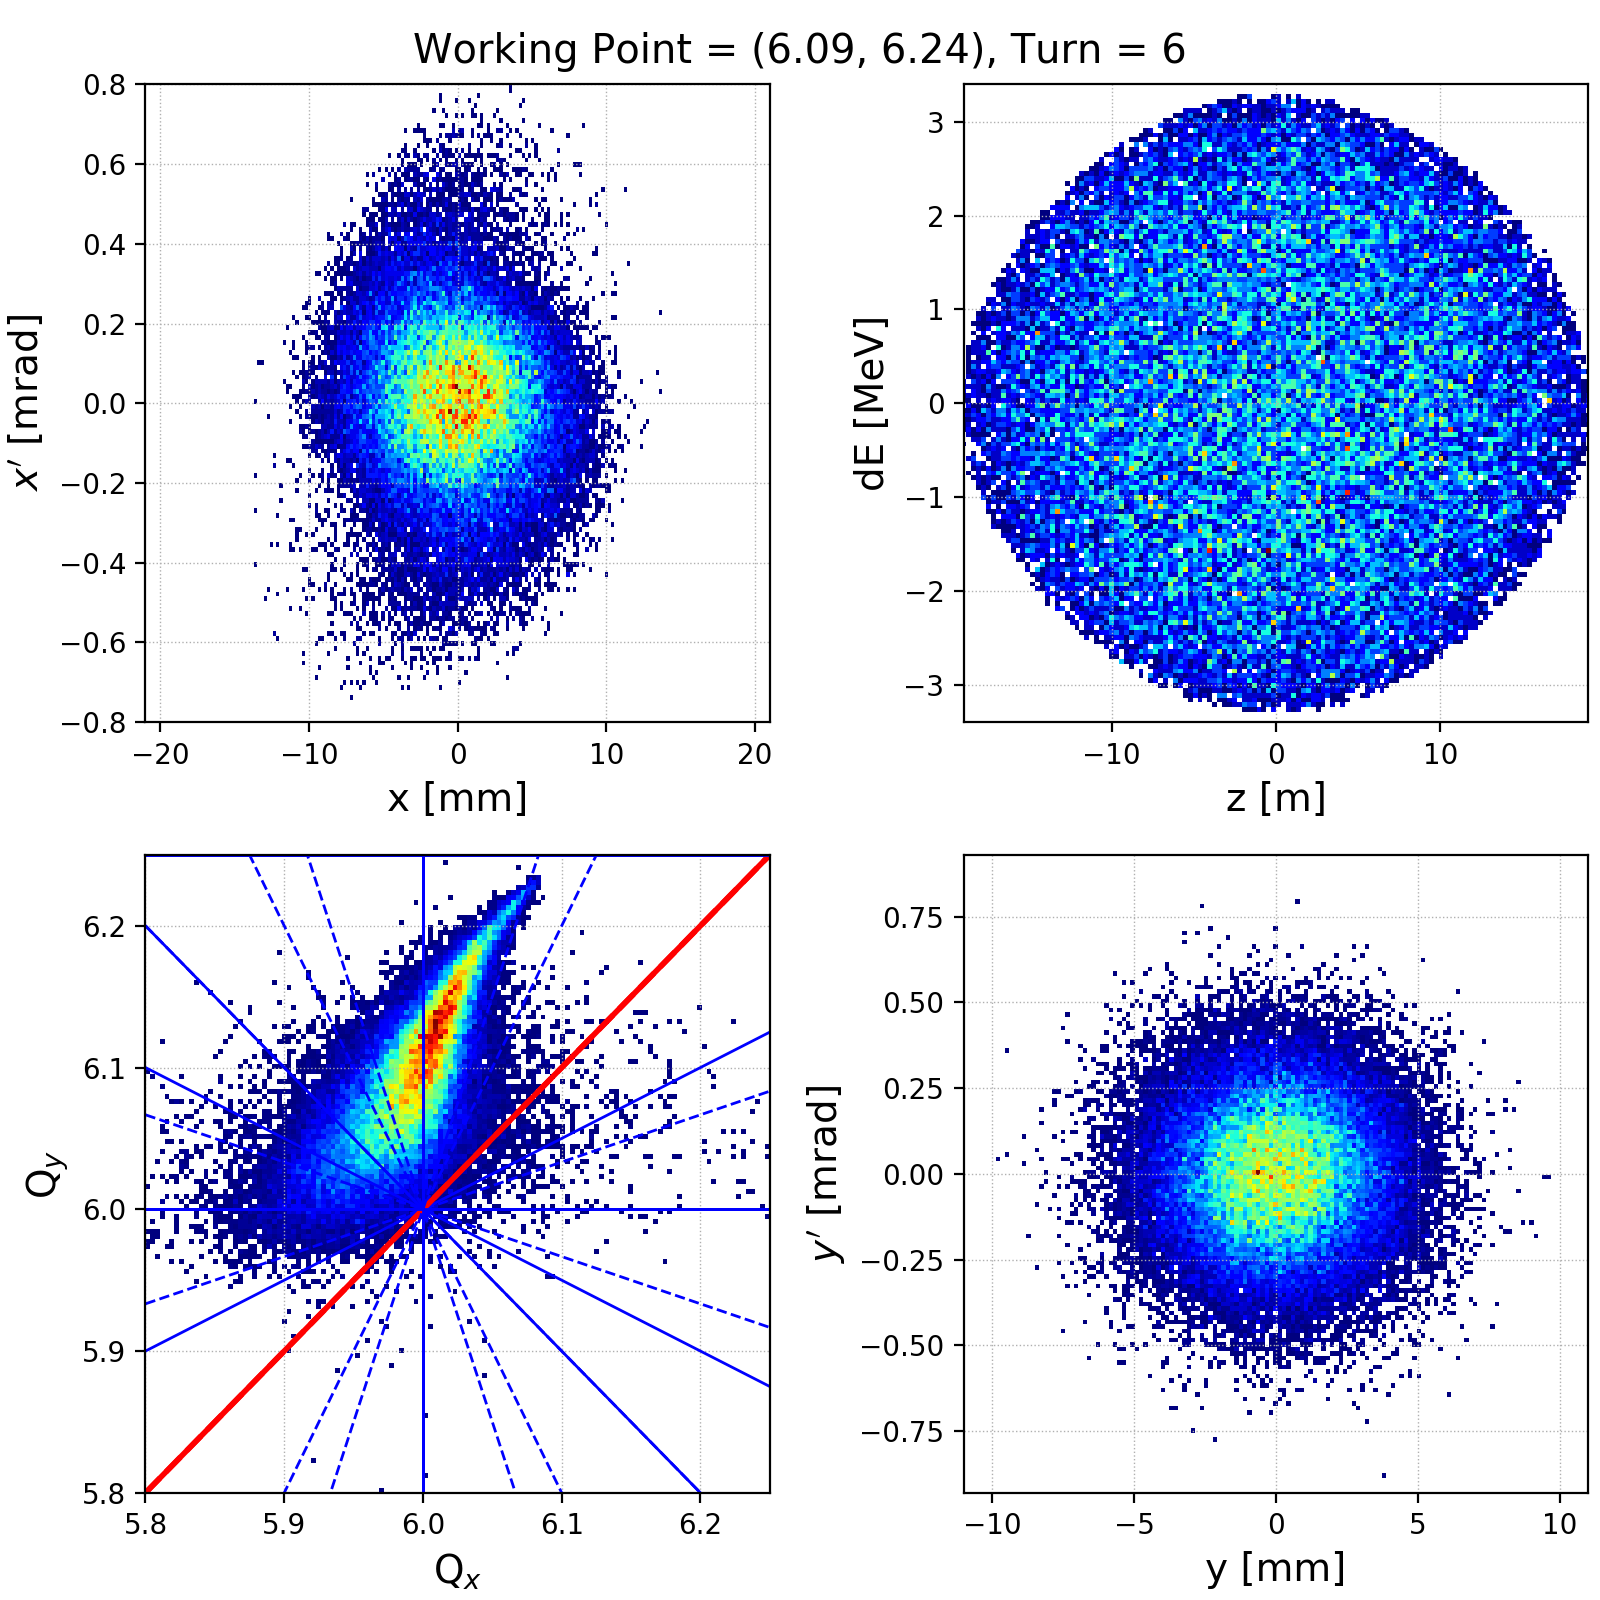 Working Point = (6.09, 6.24), Turn = 6
0.8
0.6
0.4
0.2
0.0
−0.2
−0.4
−0.6
−0.8
x′ [mrad]
−20 −10 0 10 20
x [mm]
3
2
1
0
−1
−2
−3
dE [MeV]
−10 0 10
z [m]
6.2
6.1
6.0
5.9
5.8
Qy
5.8 5.9 6.0 6.1 6.2
Qx
0.75
0.50
0.25
0.00
−0.25
−0.50
−0.75
y′ [mrad]
−10 −5 0 5 10
y [mm]